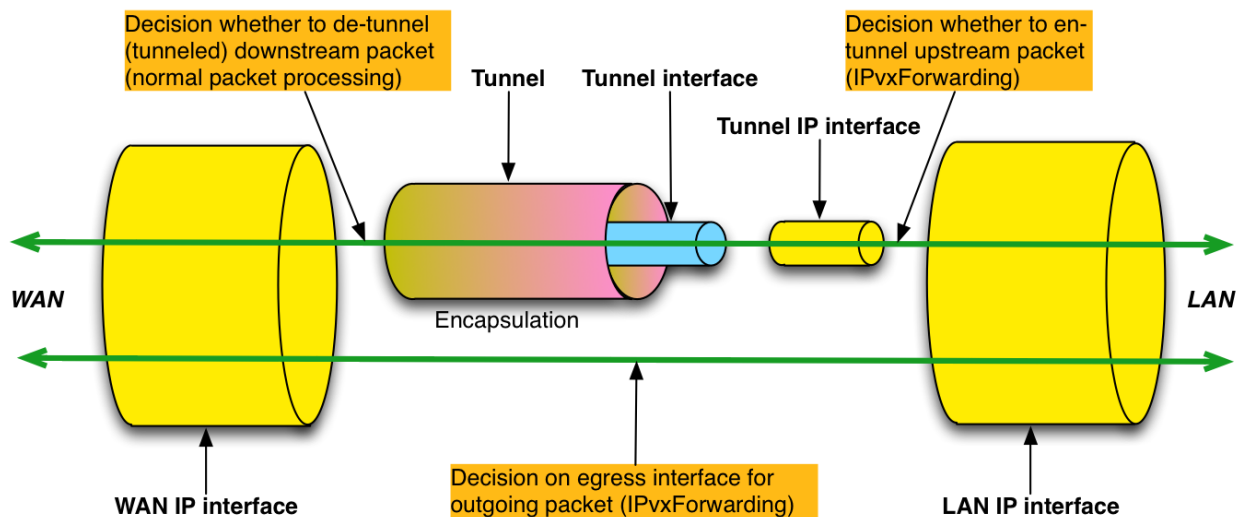 Decision whether to de-tunnel
(tunneled) downstream packet
(normal packet processing)
Tunnel
Tunnel interface
Decision whether to en-
tunnel upstream packet
(IPvxForwarding)
Tunnel IP interface
WAN
LAN
Encapsulation
Decision on egress interface for
outgoing packet (IPvxForwarding)
WAN IP interface
LAN IP interface